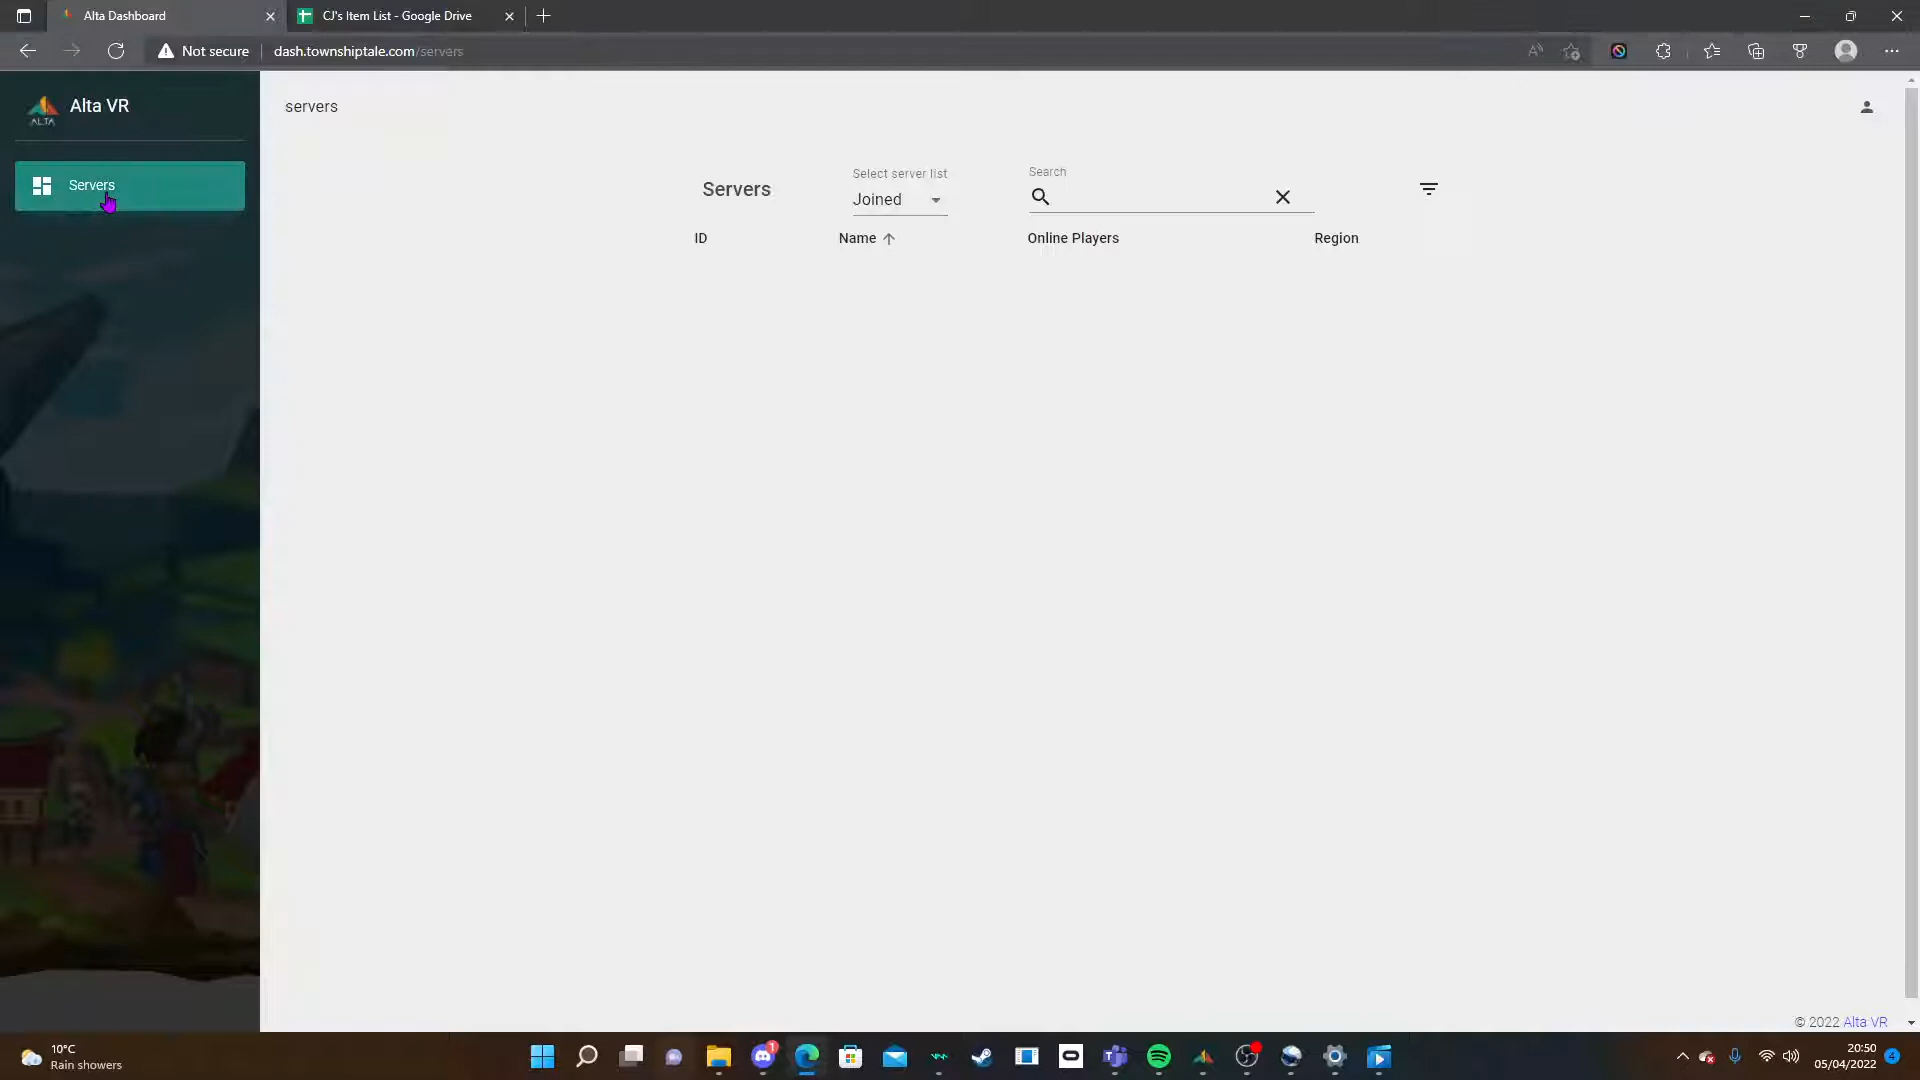 Alta Dashboard
CJ's Item List - Google Drive
Not secure
dash.townshiptale.com/servers
ALTA
Alta VR
servers
Servers
Servers
Select server list
Joined
Search
ID
Name
Online Players
Region
© 2022 Alta VR
10°C
Rain showers
1
20:50
05/04/2022
4